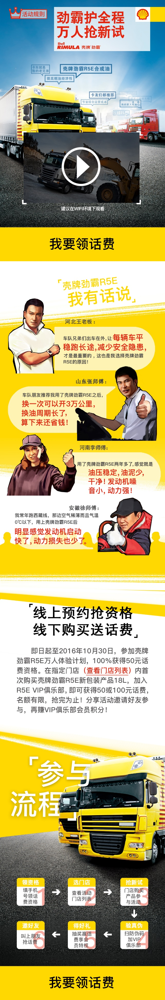 活动规则
劲霸护全程
万人抢新试
Shell
RIMULA 壳牌 劲霸
卡车就是
我的老兄弟
壳牌劲霸R5E合成油
提高燃油经济性
卡友们都推荐
节省综合运营成本
这一路
跑的家人也放心
建议在WiFi环境下观看
我要领话费
「壳牌劲霸R5E
我有话说」
河北王老板：
车队兄弟们出车在外,让每辆车平
稳跑长途,减少安全隐患,
才是最重要的，这也是我选择壳牌劲霸
R5E的原因！
山东张师傅：
车队朋友推荐我用了壳牌劲霸R5E之后,
换一次可以开3万公里,
换油周期长了,
算下来还省钱！
河南李师傅:
用了壳牌劲霸R5E两年多了,感觉就是
油压稳定,油泥少,
干净！发动机噪
音小,动力强！
安徽徐师傅：
我常年跑西藏线，那边空气稀薄而且气温
0℃以下，用上壳牌劲霸R5E后
明显感觉发动机启动
快了,动力损失也少了。
「线上预约抢资格
线下购买送话费」
即日起至2016年10月30日，参加壳牌
劲霸R5E万人体验计划，100%获得50元话
费资格。在指定门店（查看门店列表）内首
次购买壳牌劲霸R5E新包装产品18L，加入
R5E VIP俱乐部,即可获得50或100元话费,
名额有限，抢完为止！分享活动邀请好友参
与，再赚VIP俱乐部会员积分！
「参与
流程」
领资格
填手机
号领话
费资格
1
选门店
查看活动
门店列表
2
抢新试
门店购买
产品参
与活动
3
验真伪
扫防伪码
加VIP
俱乐部
4
得好礼
抽奖赢话
费享会
员特权
5
邀好友
叫上朋友
抢话费
6
我要领话费